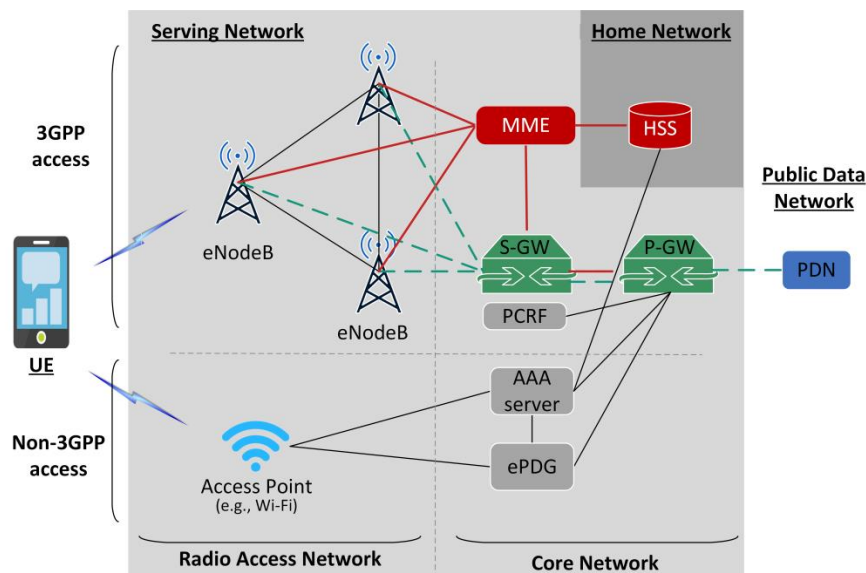 Serving Network
Home Network
3GPP
access
MME
HSS
Public Data
Network
eNodeB
S-GW
P-GW
PDN
PCRF
eNodeB
UE
AAA
server
Non-3GPP
access
ePDG
Access Point
(e.g., Wi-Fi)
Radio Access Network
Core Network